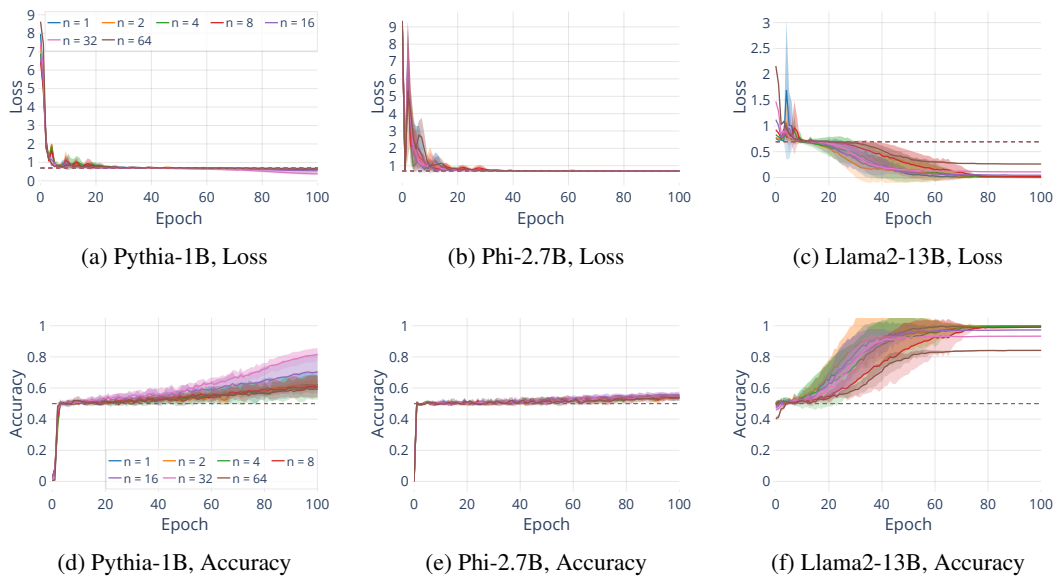 9
8
7
6
5
4
3
2
1
0
Loss
n = 1 n = 2 n = 4 n = 8 n = 16
n = 32 n = 64
0 20 40 60 80 100
Epoch
(a) Pythia-1B, Loss
9
8
7
6
5
4
3
2
1
Loss
0 20 40 60 80 100
Epoch
(b) Phi-2.7B, Loss
3
2.5
2
1.5
1
0.5
0
Loss
0 20 40 60 80 100
Epoch
(c) Llama2-13B, Loss
1
0.8
0.6
0.4
0.2
0
Accuracy
n = 1 n = 2 n = 4 n = 8
n = 16 n = 32 n = 64
0 20 40 60 80 100
Epoch
(d) Pythia-1B, Accuracy
1
0.8
0.6
0.4
0.2
0
Accuracy
0 20 40 60 80 100
Epoch
(e) Phi-2.7B, Accuracy
1
0.8
0.6
0.4
0.2
0
Accuracy
0 20 40 60 80 100
Epoch
(f) Llama2-13B, Accuracy